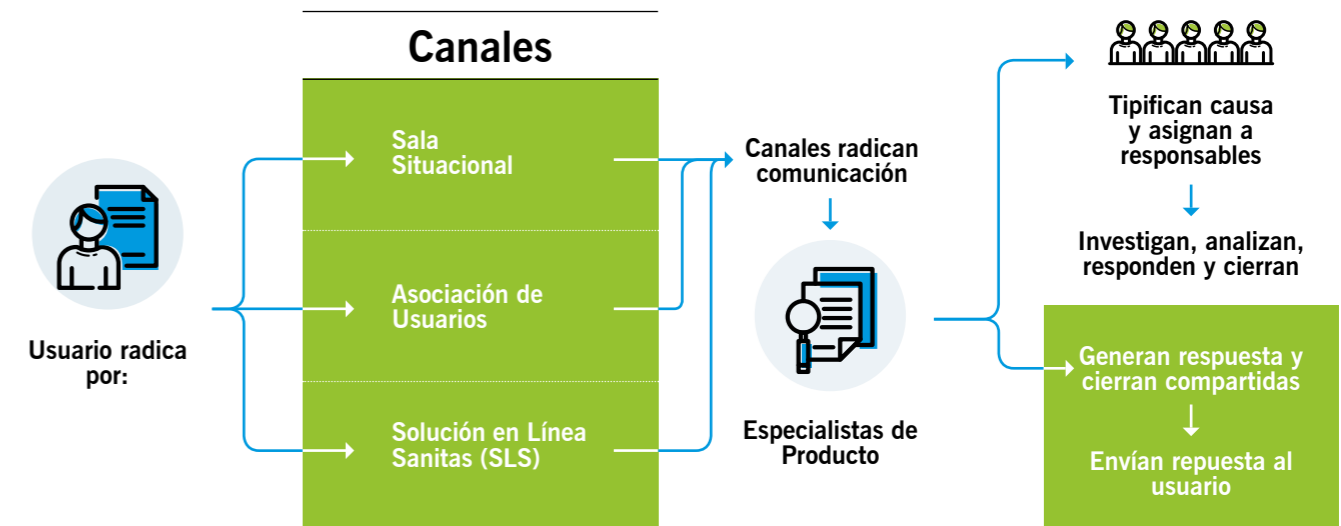 Canales
Usuario radica
por:
Sala
Situacional
Asociación de
Usuarios
Solución en Línea
Sanitas (SLS)
Canales radican
comunicación
Especialistas de
Producto
Tipifican causa
y asignan a
responsables
Investigan, analizan,
responden y cierran
Generan respuesta y
cierran compartidas
Envían repuesta al
usuario